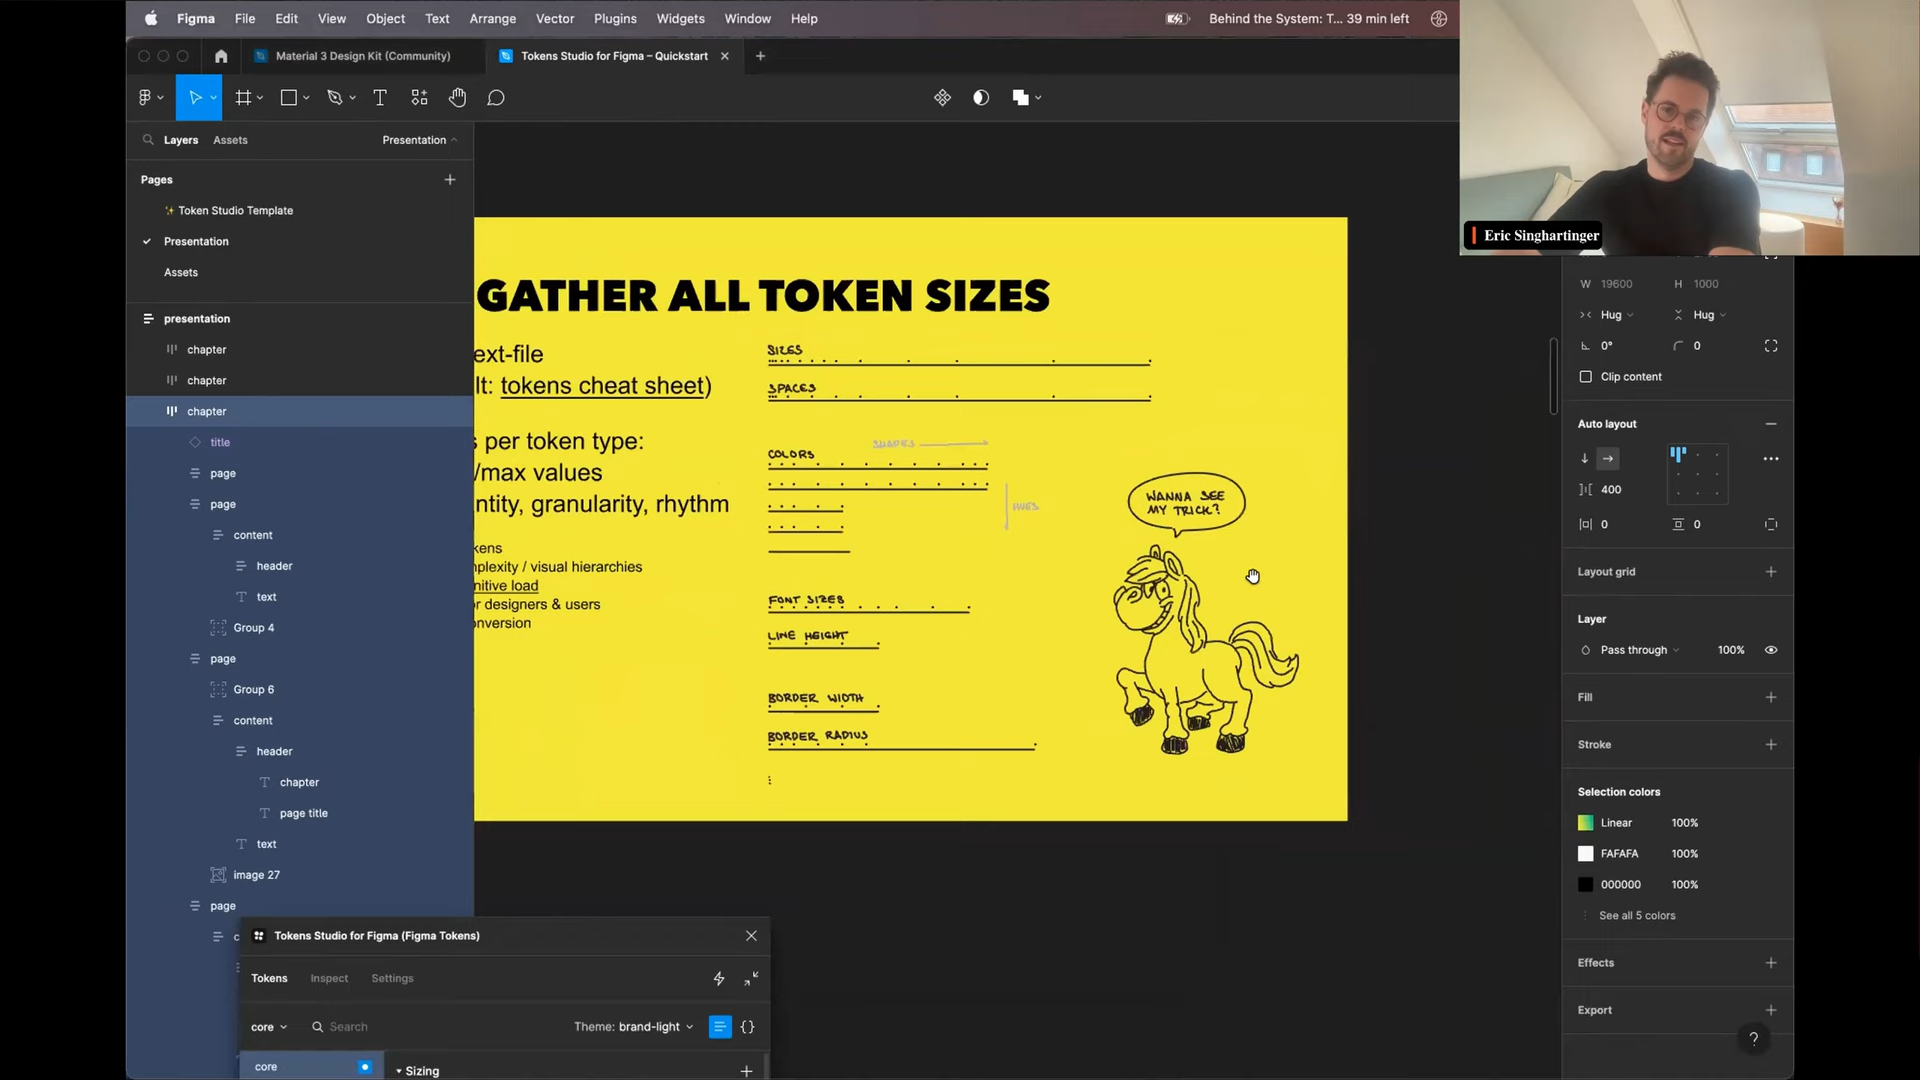 Figma File Edit View Object Text Arrange Vector Plugins Widgets Window Help
Behind the System: T... 39 min left
Material 3 Design Kit (Community)
Tokens Studio for Figma – Quickstart
Layers Assets Presentation
Pages
Token Studio Template
Presentation
Assets
presentation
chapter
chapter
chapter
title
page
page
content
header
text
Group 4
page
Group 6
content
header
chapter
page title
text
image 27
page
c
GATHER ALL TOKEN SIZES
ext-file
lt: tokens cheat sheet)
s per token type:
/max values
ntity, granularity, rhythm
kens
nplexity / visual hierarchies
nitive load
or designers & users
onversion
SIZES
SPACES
SHADES
COLORS
HUES
FONT SIZES
LINE HEIGHT
BORDER WIDTH
BORDER RADIUS
WANNA SEE
MY TRICK?
Tokens Studio for Figma (Figma Tokens)
Tokens Inspect Settings
core Search Theme: brand-light {}
core
Sizing
Eric Singhartinger
W 19600 H 1000
Hug Hug
0° 0
Clip content
Auto layout
400
0 0
Layout grid
Layer
Pass through 100%
Fill
Stroke
Selection colors
Linear 100%
FAFAFA 100%
000000 100%
See all 5 colors
Effects
Export
?